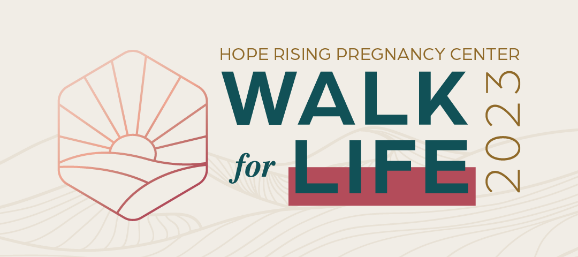 HOPE RISING PREGNANCY CENTER
WALK
for LIFE
2023